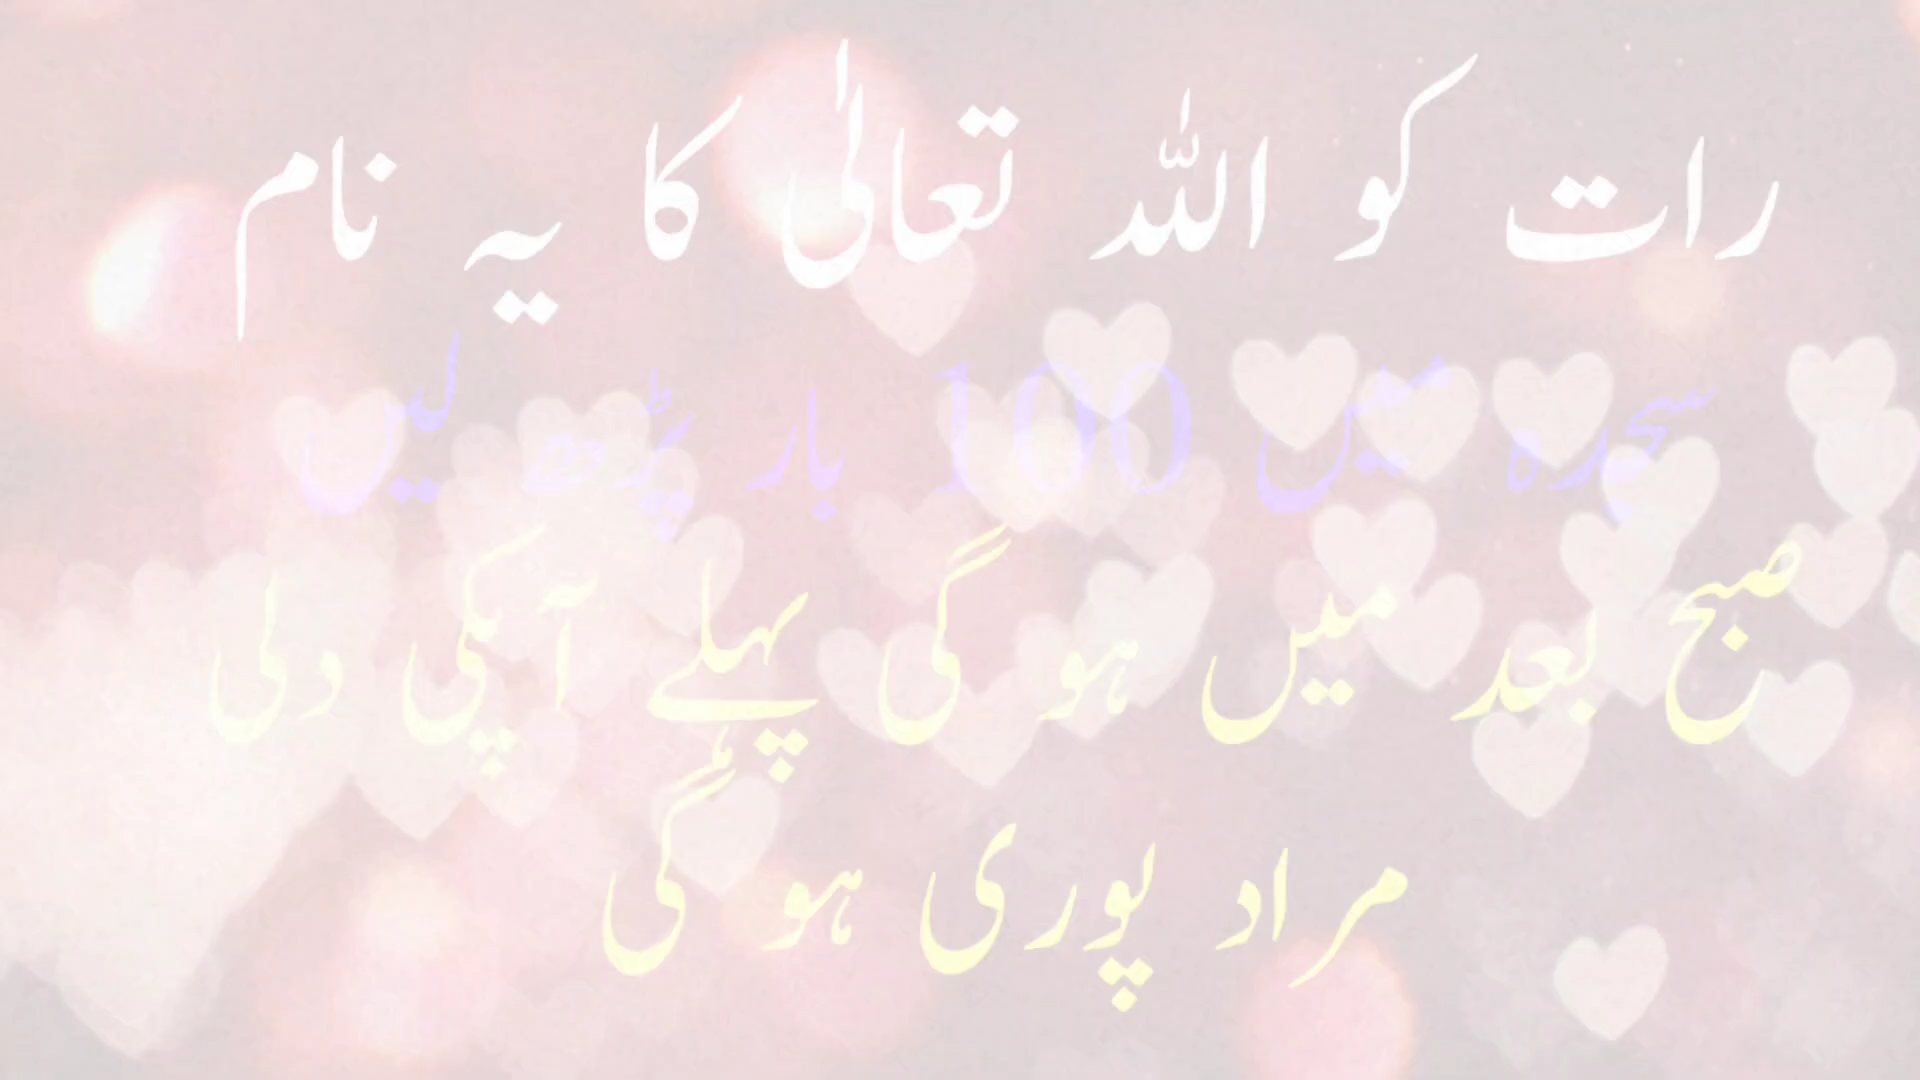 رات کو اللہ تعالیٰ کا یہ نام
سجدہ میں 100 بار پڑھ لیں
صبح بعد میں ہو گی پہلے آپکی دلی
مراد پوری ہو گی